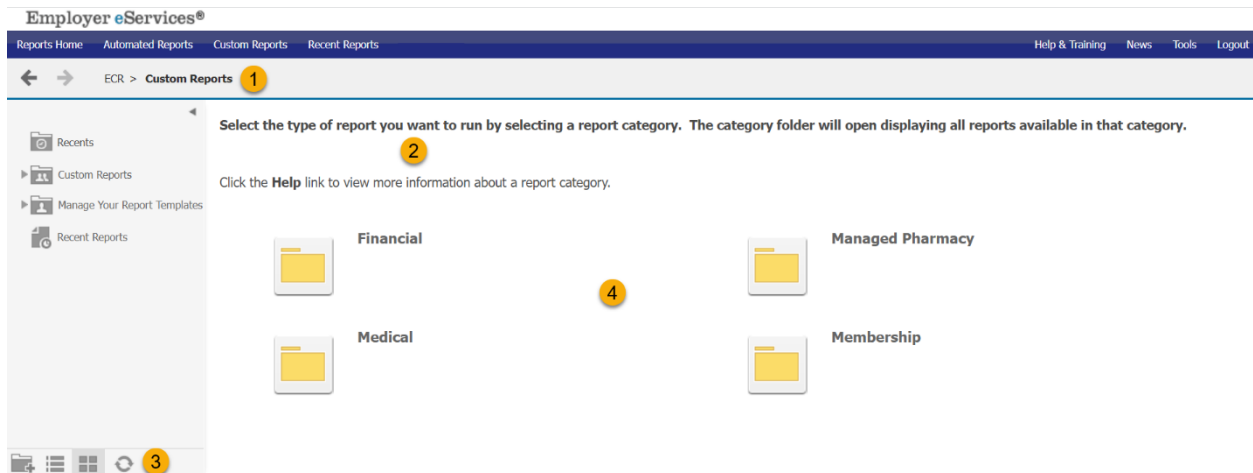 Employer eServices®
Reports Home Automated Reports Custom Reports Recent Reports Help & Training News Tools Logout
ECR > Custom Reports 1
Select the type of report you want to run by selecting a report category. The category folder will open displaying all reports available in that category.
2
Recents
Custom Reports
Click the Help link to view more information about a report category.
Manage Your Report Templates
Recent Reports
Financial Managed Pharmacy
4
Medical Membership
3